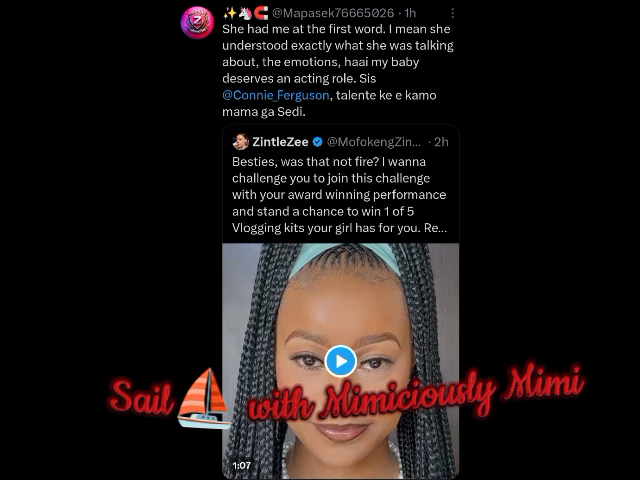 ✨🦄🧲 @Mapasek76665026 · 1h
She had me at the first word. I mean she
understood exactly what she was talking
about, the emotions, haai my baby
deserves an acting role. Sis
@Connie_Ferguson, talente ke e kamo
mama ga Sedi.
ZintleZee @MofokengZin... · 2h
Besties, was that not fire? I wanna
challenge you to join this challenge
with your award winning performance
and stand a chance to win 1 of 5
Vlogging kits your girl has for you. Re...
Sail ⛵ with Mimiciously Mimi
1:07